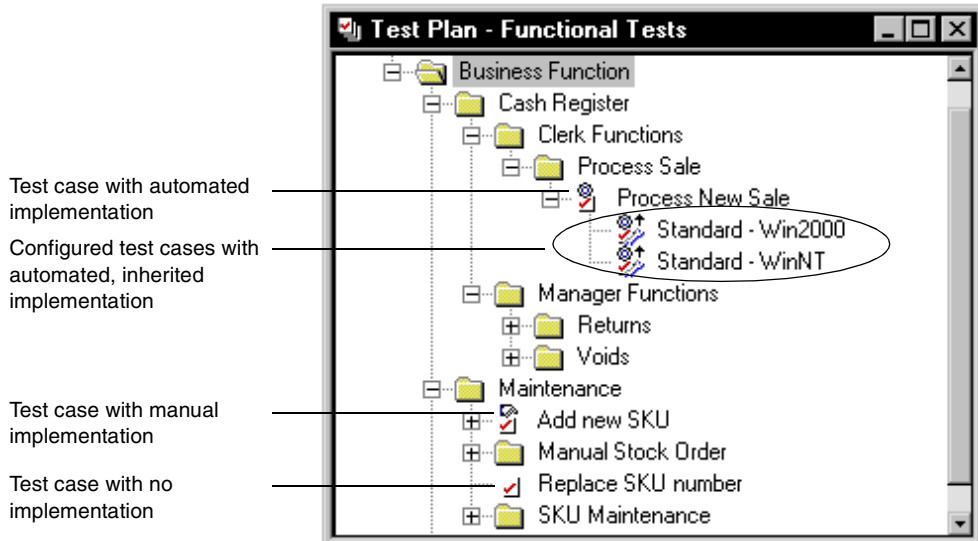 Test Plan - Functional Tests
Business Function
Cash Register
Clerk Functions
Process Sale
Test case with automated
implementation
Process New Sale
Configured test cases with
automated, inherited
implementation
Standard - Win2000
Standard - WinNT
Manager Functions
Returns
Voids
Maintenance
Test case with manual
implementation
Add new SKU
Manual Stock Order
Test case with no
implementation
Replace SKU number
SKU Maintenance